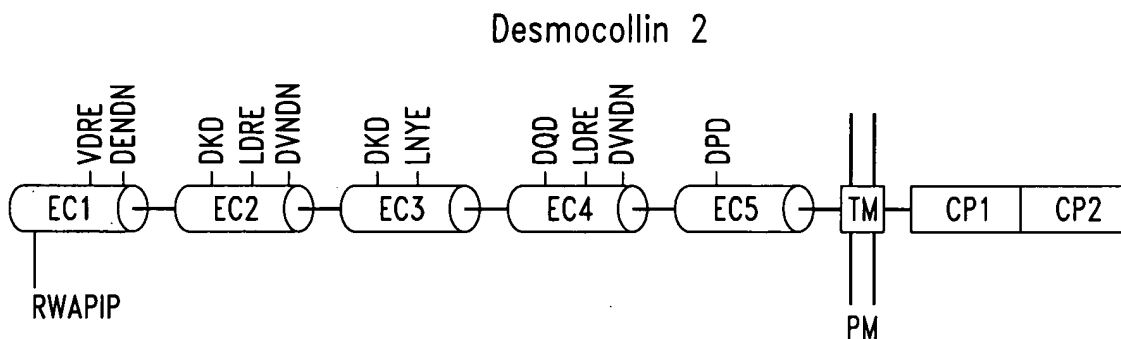 Desmocollin 2
VDRE
DENDN
DKD
LDRE
DVNDN
DKD
LNYE
DQD
LDRE
DVNDN
DPD
EC1
EC2
EC3
EC4
EC5
TM
CP1
CP2
RWAPIP
PM